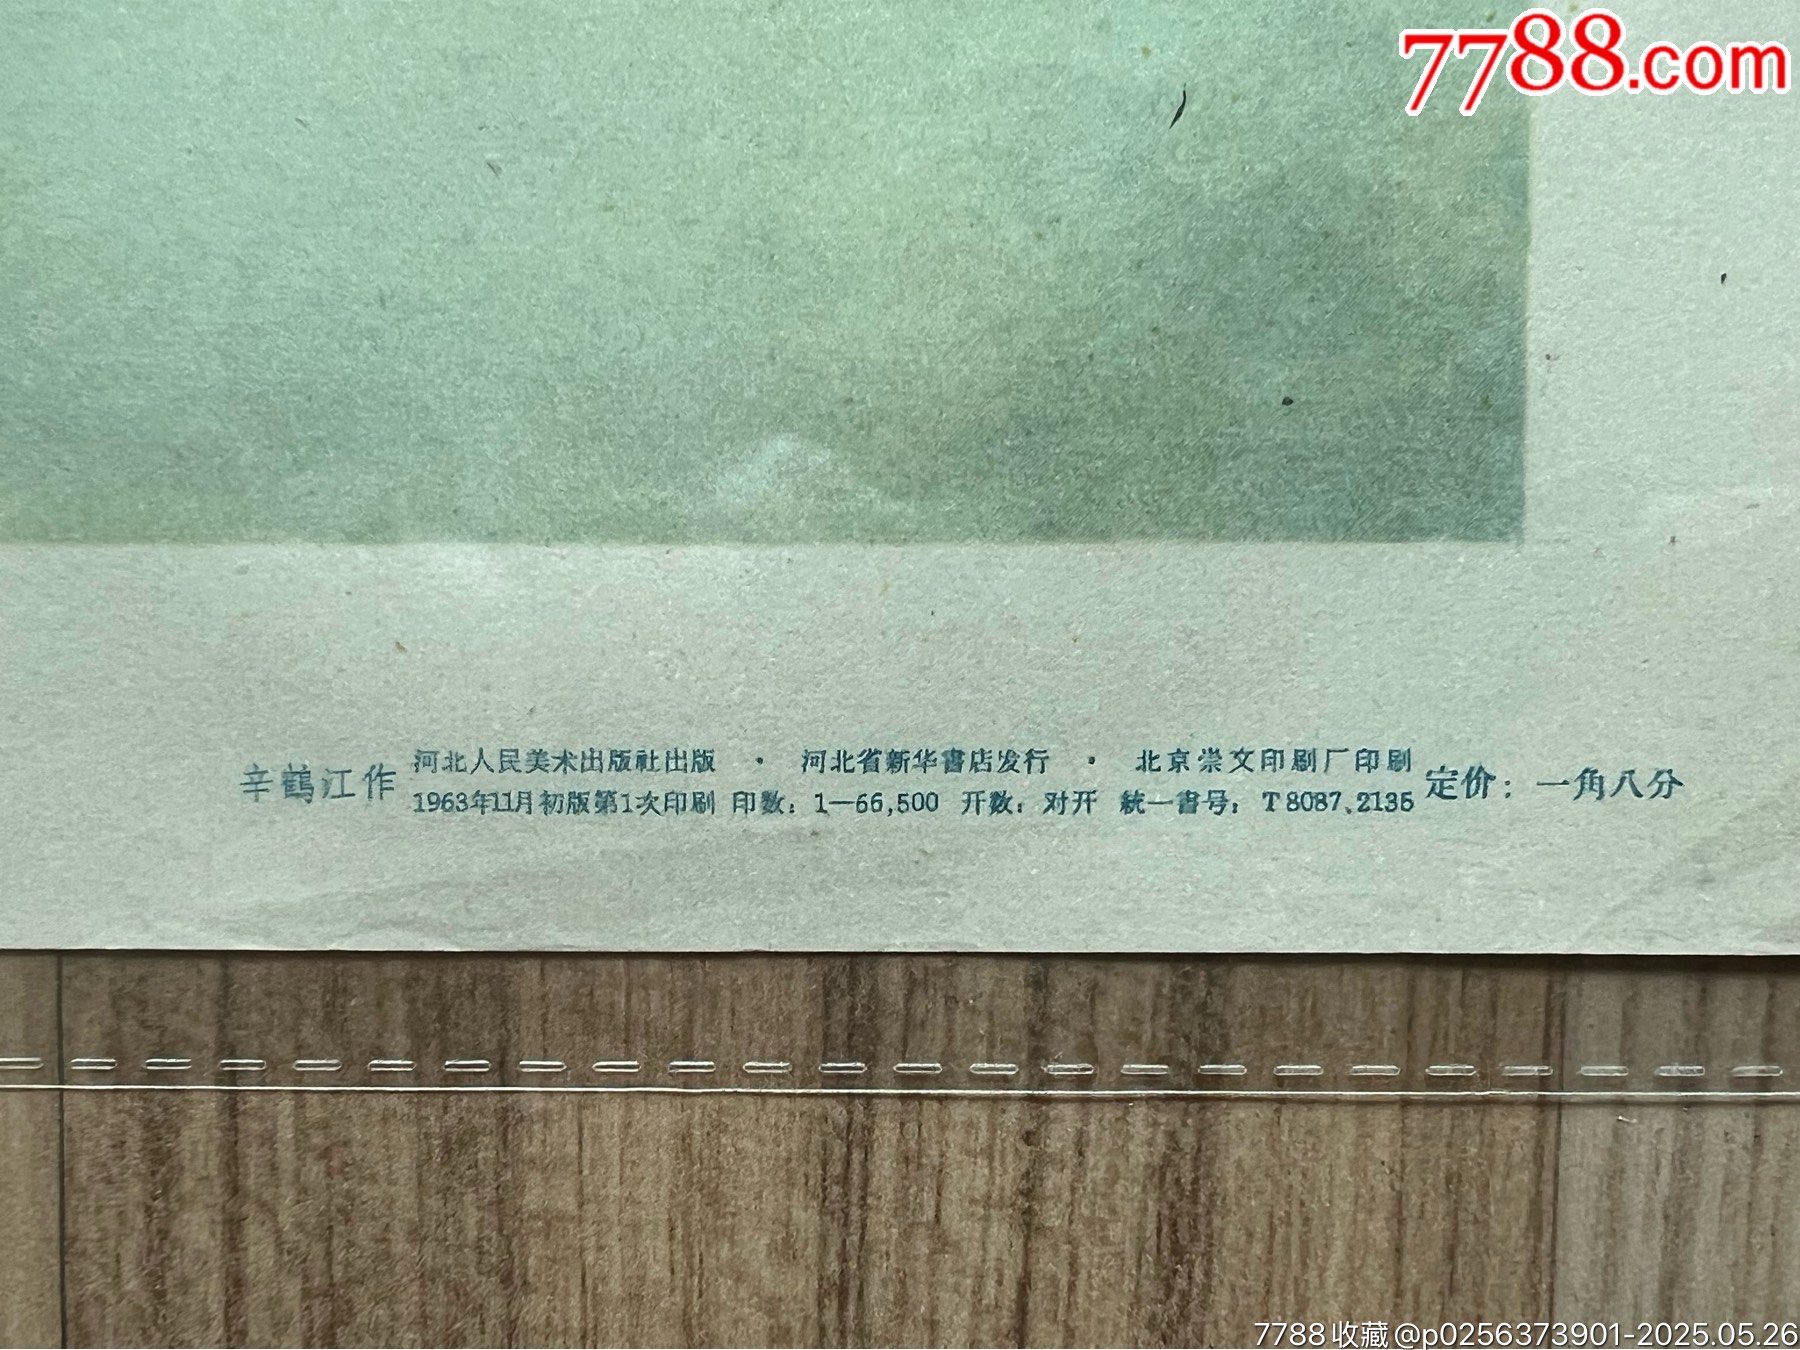 7788.com
辛鶴江作
河北人民美术出版社出版 · 河北省新华書店发行 · 北京崇文印刷厂印刷
1963年11月初版第1次印刷 印数：1—66,500 开数：对开 統一書号：T8087.2135
定价：一角八分
7788收藏@p0256373901-2025.05.26